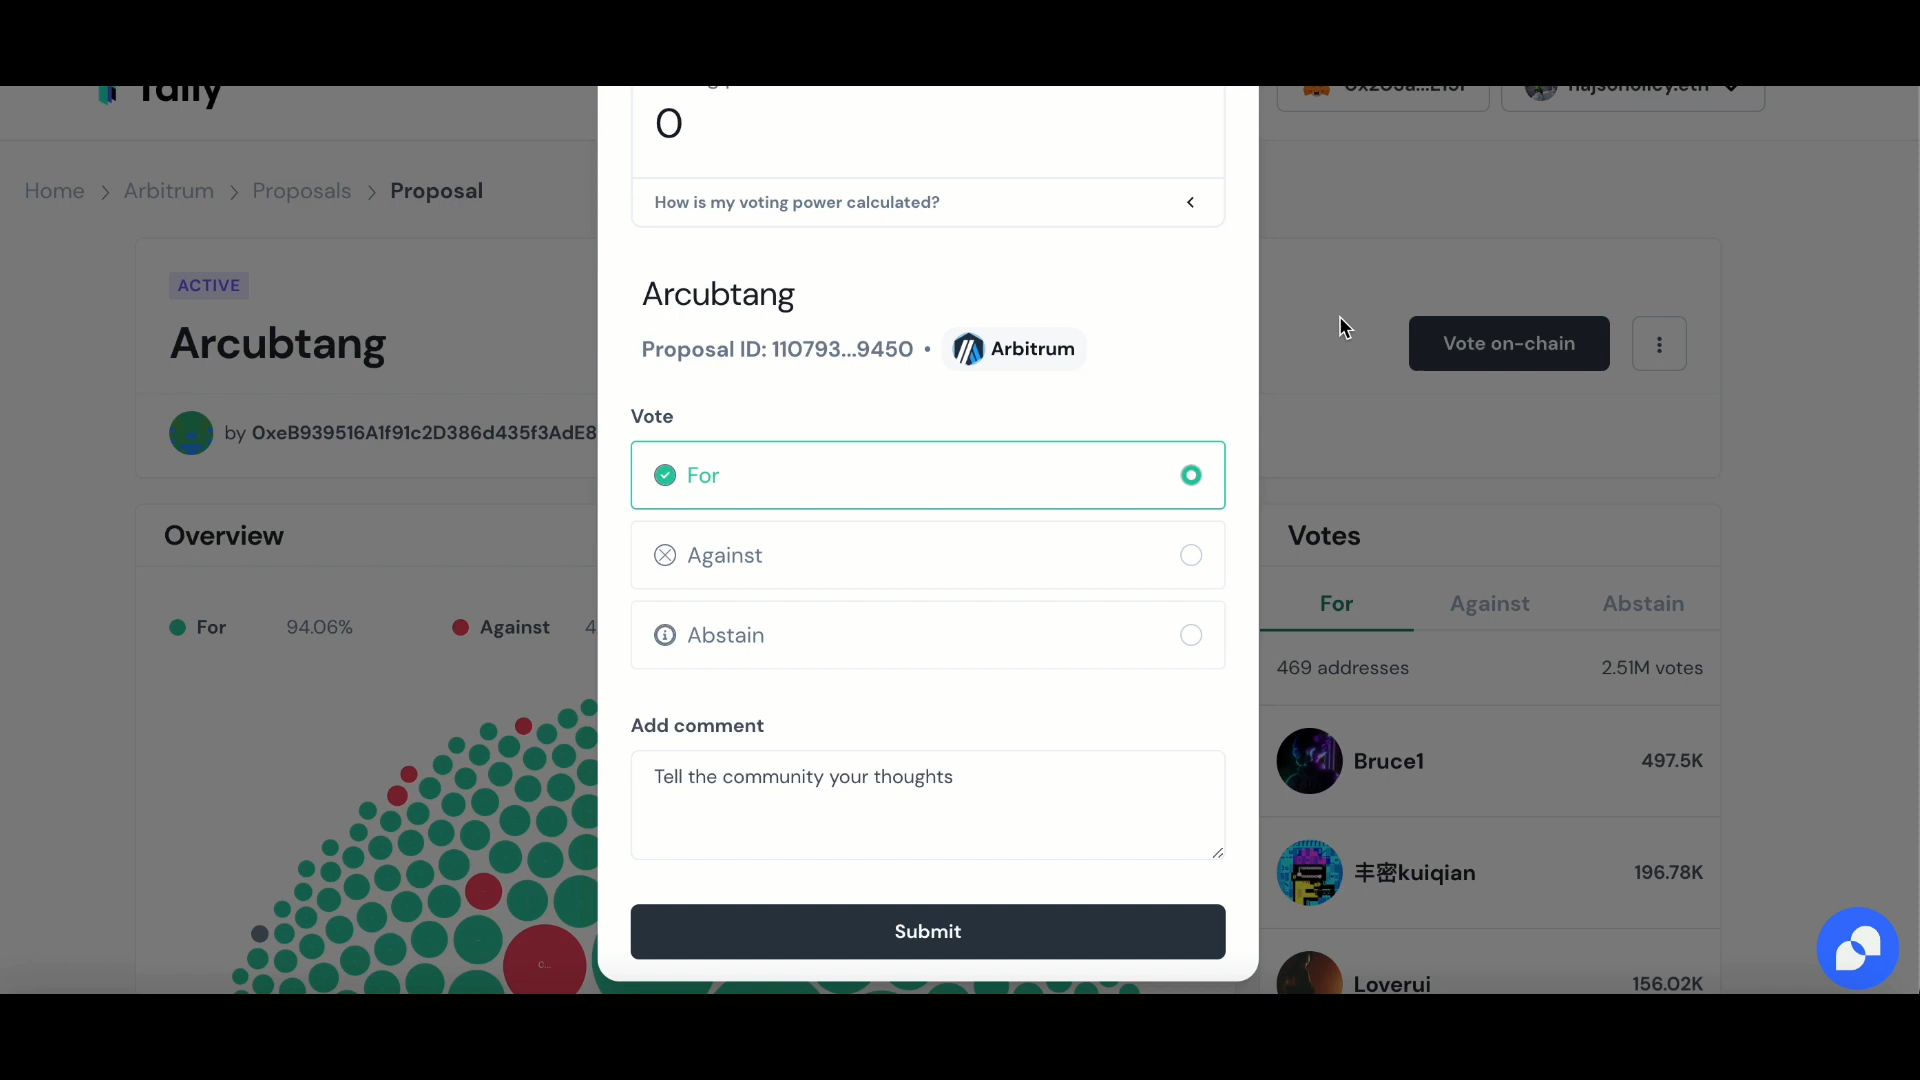 Tally
najsonolicy.eth
0
Home > Arbitrum > Proposals > Proposal
How is my voting power calculated?
ACTIVE
Arcubtang
Arcubtang
Proposal ID: 110793...9450 • Arbitrum
Vote on-chain
by 0xeB939516A1f91c2D386d435f3AdE8
Vote
For
Against
Abstain
Overview
For 94.06%
Against 4
Votes
For Against Abstain
469 addresses 2.51M votes
Add comment
Tell the community your thoughts
Submit
Bruce1 497.5K
丰密kuiqian 196.78K
Loverui 156.02K
C...